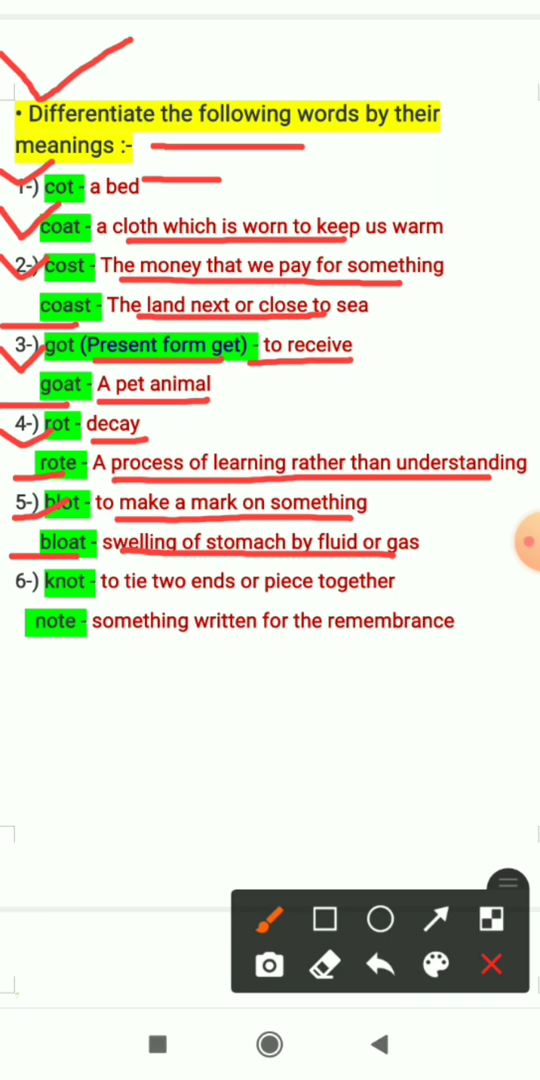 • Differentiate the following words by their
meanings :-
1-) cot - a bed
coat - a cloth which is worn to keep us warm
2-) cost - The money that we pay for something
coast - The land next or close to sea
3-) got (Present form get) - to receive
goat - A pet animal
4-) rot - decay
rote - A process of learning rather than understanding
5-) blot - to make a mark on something
bloat - swelling of stomach by fluid or gas
6-) knot - to tie two ends or piece together
note - something written for the remembrance